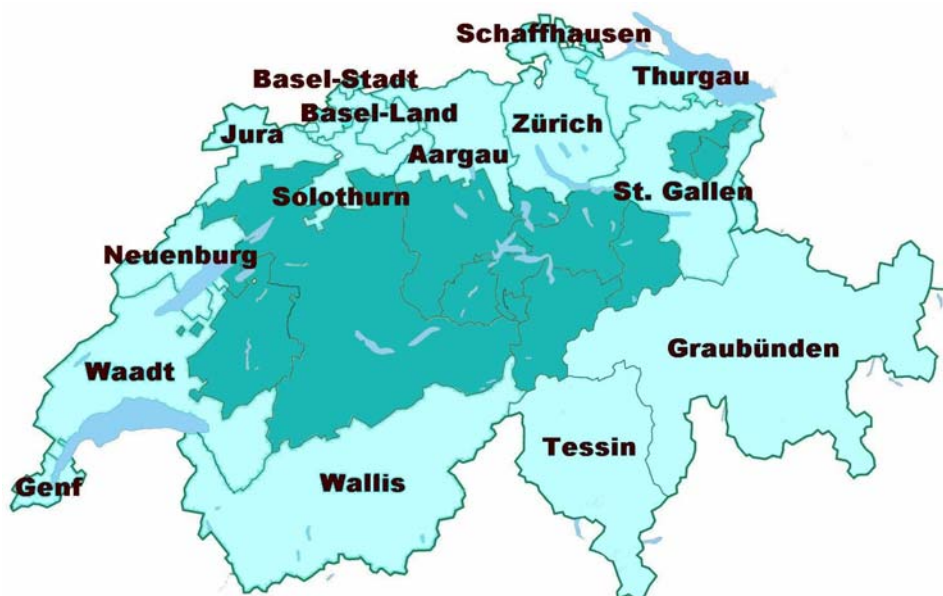 Schaffhausen
Basel-Stadt
Thurgau
Basel-Land
Zürich
Jura
Aargau
Solothurn
St. Gallen
Neuenburg
Graubünden
Waadt
Tessin
Wallis
Genf